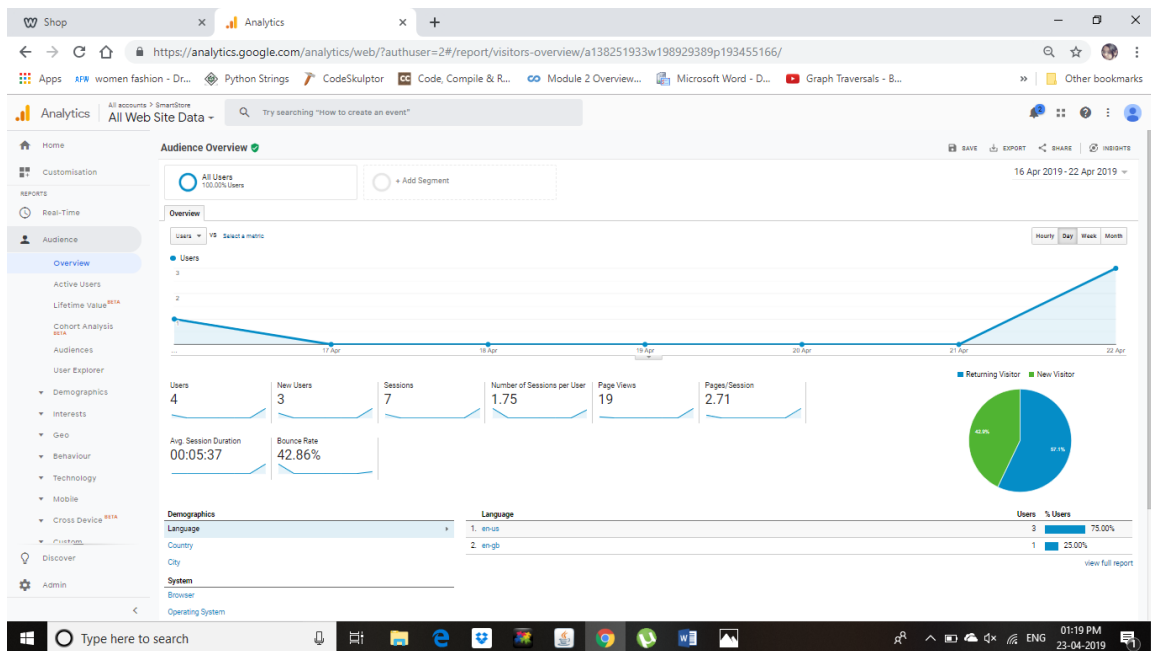 Shop
Analytics
https://analytics.google.com/analytics/web/?authuser=2#/report/visitors-overview/a138251933w198929389p193455166/
Apps
AFW women fashion - Dr...
Python Strings
CodeSkulptor
CC Code, Compile & R...
CO Module 2 Overview...
Microsoft Word - D...
Graph Traversals - B...
»
Other bookmarks
Analytics
All accounts > SmartStore
All Web Site Data
Try searching "How to create an event"
2
Home
Customisation
REPORTS
Real-Time
Audience
Overview
Active Users
Lifetime Value BETA
Cohort Analysis
BETA
Audiences
User Explorer
Demographics
Interests
Geo
Behaviour
Technology
Mobile
Cross Device BETA
Custom
Discover
Admin
Audience Overview
SAVE EXPORT SHARE INSIGHTS
All Users
100.00% Users
+ Add Segment
16 Apr 2019 - 22 Apr 2019
Overview
Users VS Select a metric
Hourly Day Week Month
Users
3
2
1
... 17 Apr 18 Apr 19 Apr 20 Apr 21 Apr 22 Apr
Returning Visitor New Visitor
42.9%
57.1%
Users
4
New Users
3
Sessions
7
Number of Sessions per User
1.75
Page Views
19
Pages/Session
2.71
Avg. Session Duration
00:05:37
Bounce Rate
42.86%
Demographics
Language
Country
City
System
Browser
Operating System
Language Users % Users
1. en-us 3 75.00%
2. en-gb 1 25.00%
view full report
Type here to search
ENG
01:19 PM
23-04-2019
1